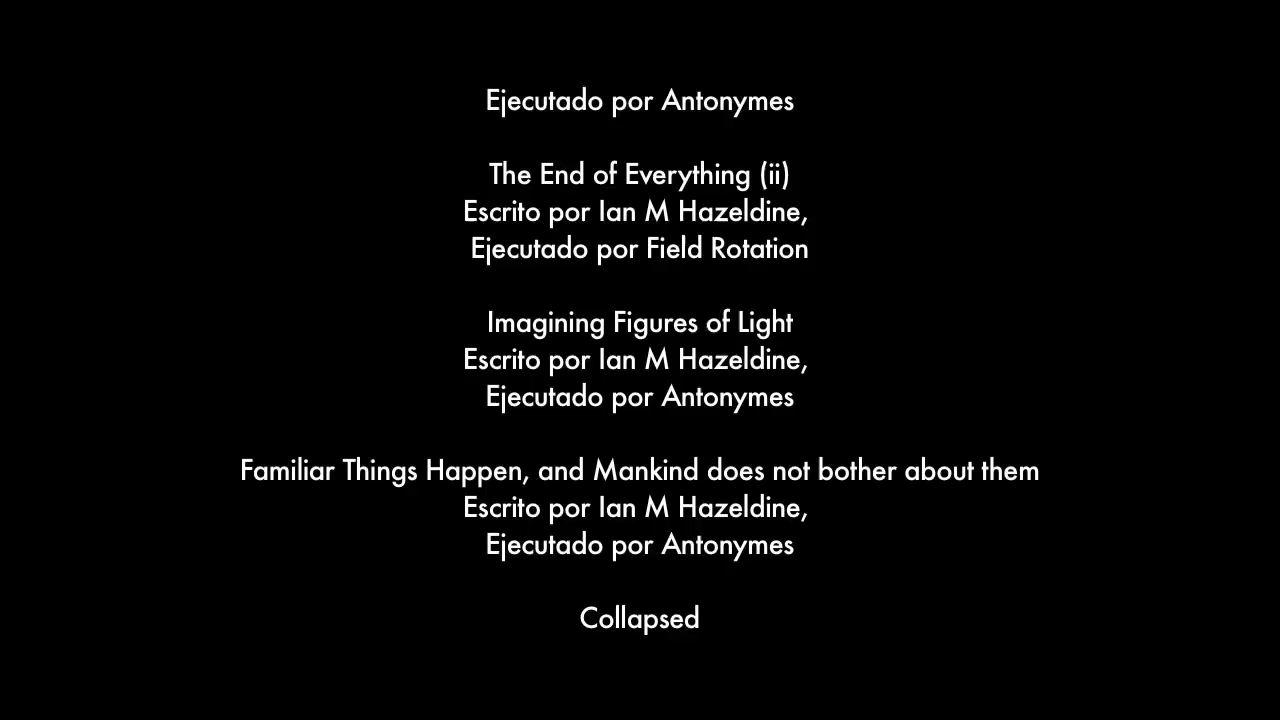 Ejecutado por Antonymes
The End of Everything (ii)
Escrito por Ian M Hazeldine,
Ejecutado por Field Rotation
Imagining Figures of Light
Escrito por Ian M Hazeldine,
Ejecutado por Antonymes
Familiar Things Happen, and Mankind does not bother about them
Escrito por Ian M Hazeldine,
Ejecutado por Antonymes
Collapsed